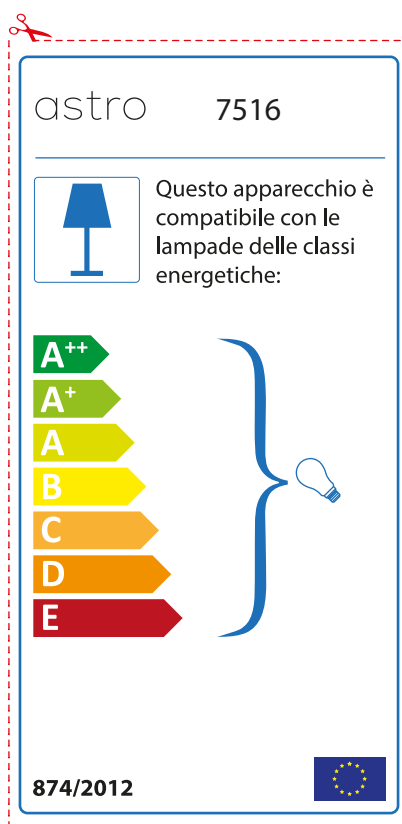 astro 7516
Questo apparecchio è
compatibile con le
lampade delle classi
energetiche:
A++
A+
A
B
C
D
E
874/2012